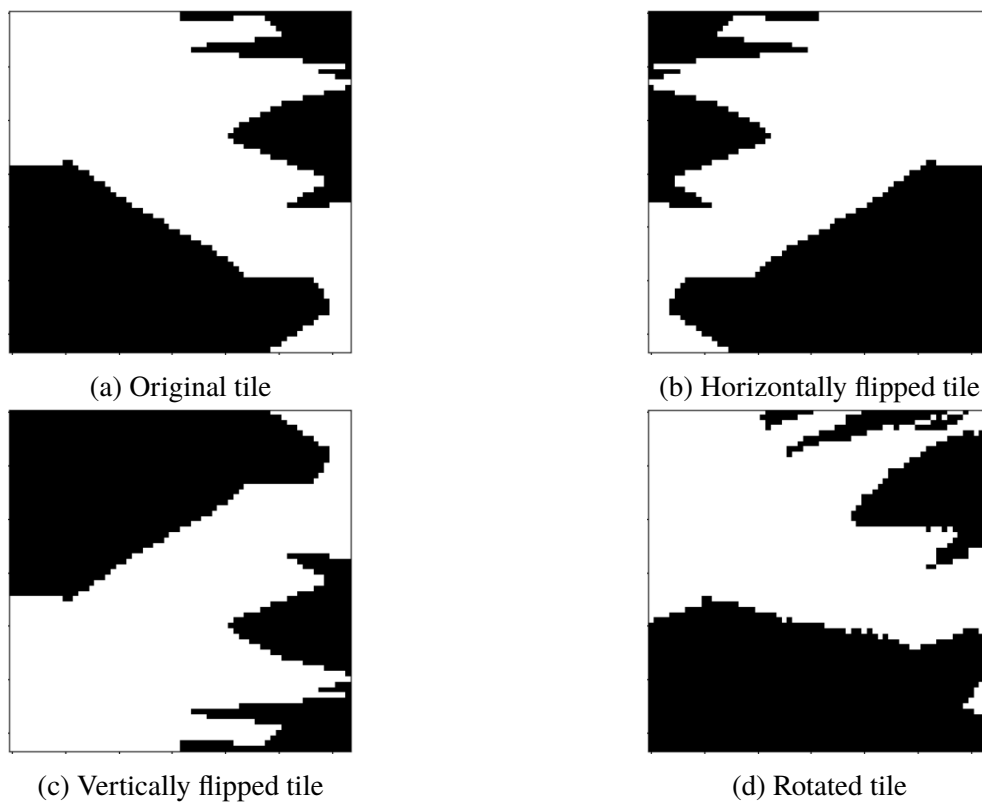 (a) Original tile
(b) Horizontally flipped tile
(c) Vertically flipped tile
(d) Rotated tile